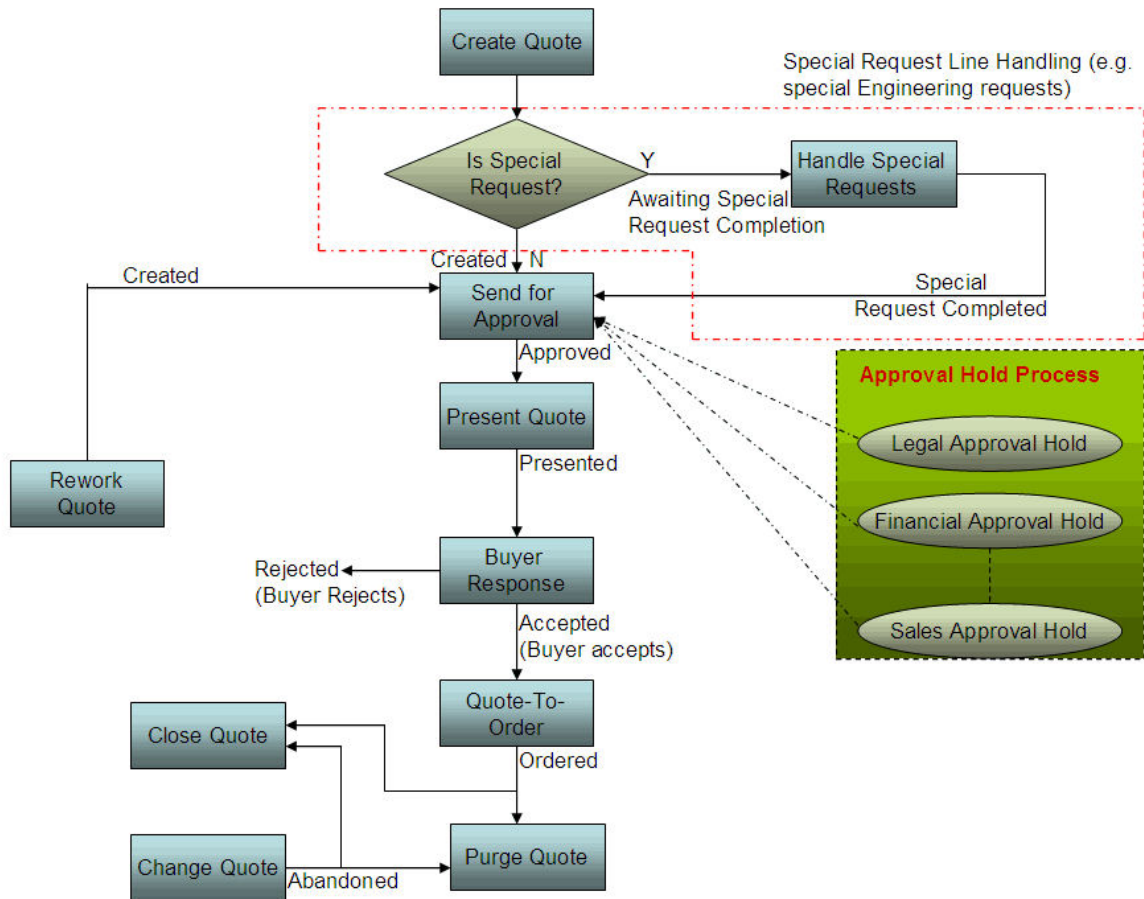 Create Quote
Special Request Line Handling (e.g.
special Engineering requests)
Is Special
Request?
Y
Handle Special
Requests
Awaiting Special
Request Completion
Created
N
Created
Send for
Approval
Special
Request Completed
Approved
Approval Hold Process
Present Quote
Legal Approval Hold
Presented
Rework
Quote
Financial Approval Hold
Buyer
Response
Rejected
(Buyer Rejects)
Accepted
(Buyer accepts)
Sales Approval Hold
Quote-To-
Order
Close Quote
Ordered
Change Quote
Abandoned
Purge Quote